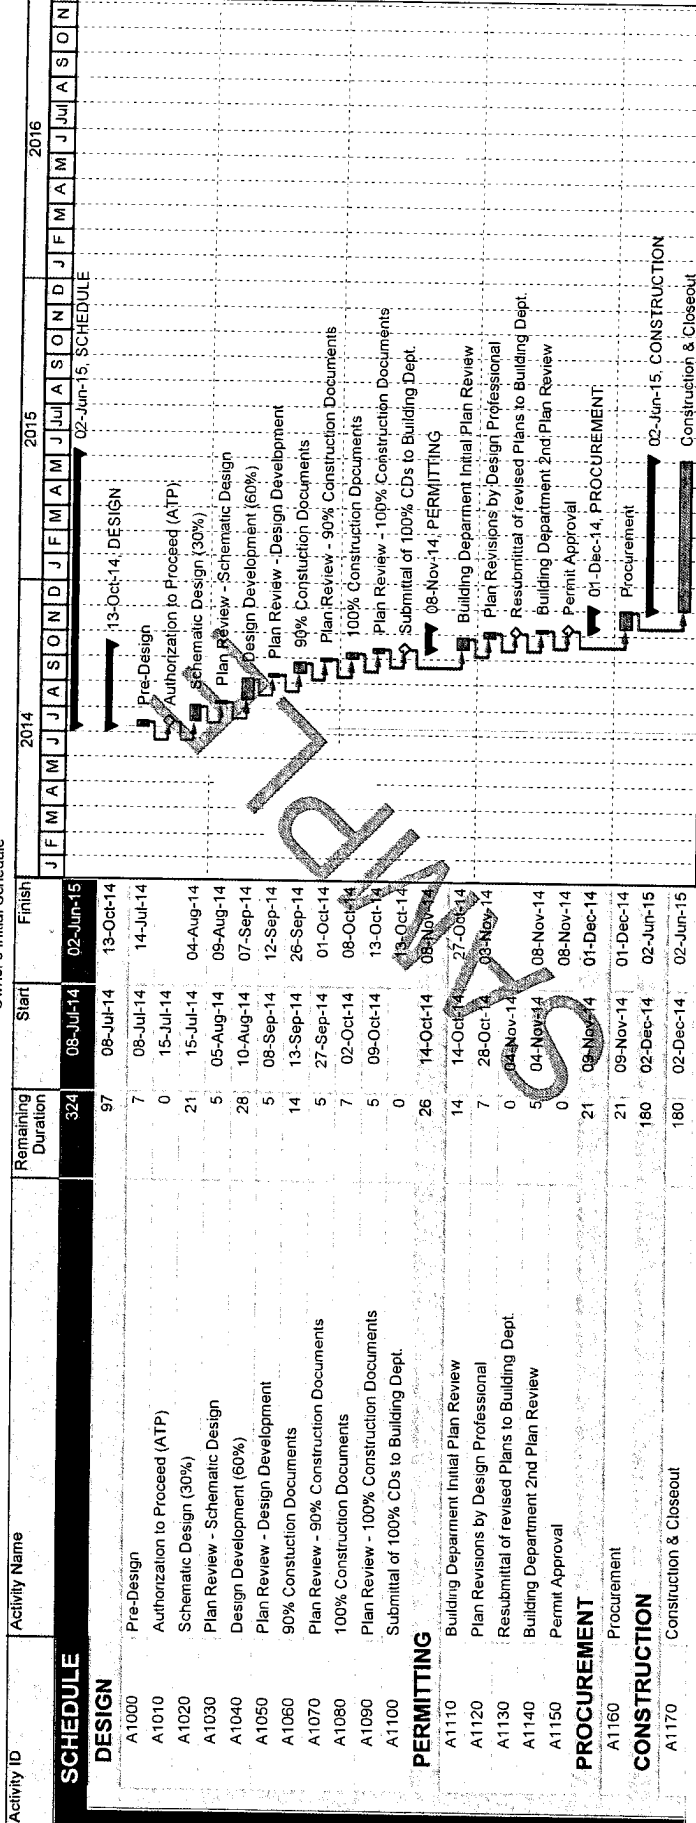 Owner's Initial Schedule
Activity ID Activity Name Remaining Duration Start Finish 2014 2015 2016
J F M A M J J A S O N D J F M A M J Jul A S O N D J F M A M J Jul A S O N
SCHEDULE 324 08-Jul-14 02-Jun-15 02-Jun-15, SCHEDULE
DESIGN 97 08-Jul-14 13-Oct-14 13-Oct-14, DESIGN
A1000 Pre-Design 7 08-Jul-14 14-Jul-14 Pre-Design
A1010 Authorization to Proceed (ATP) 0 15-Jul-14 Authorization to Proceed (ATP)
A1020 Schematic Design (30%) 21 15-Jul-14 04-Aug-14 Schematic Design (30%)
A1030 Plan Review - Schematic Design 5 05-Aug-14 09-Aug-14 Plan Review - Schematic Design
A1040 Design Development (60%) 28 10-Aug-14 07-Sep-14 Design Development (60%)
A1050 Plan Review - Design Development 5 08-Sep-14 12-Sep-14 Plan Review - Design Development
A1060 90% Constuction Documents 14 13-Sep-14 26-Sep-14 90% Constuction Documents
A1070 Plan Review - 90% Construction Documents 5 27-Sep-14 01-Oct-14 Plan Review - 90% Construction Documents
A1080 100% Construction Documents 7 02-Oct-14 08-Oct-14 100% Construction Documents
A1090 Plan Review - 100% Construction Documents 5 09-Oct-14 13-Oct-14 Plan Review - 100% Construction Documents
A1100 Submittal of 100% CDs to Building Dept. 0 13-Oct-14 Submittal of 100% CDs to Building Dept.
PERMITTING 26 14-Oct-14 08-Nov-14 08-Nov-14, PERMITTING
A1110 Building Deparment Initial Plan Review 14 14-Oct-14 27-Oct-14 Building Deparment Initial Plan Review
A1120 Plan Revisions by Design Professional 7 28-Oct-14 03-Nov-14 Plan Revisions by Design Professional
A1130 Resubmittal of revised Plans to Building Dept. 0 04-Nov-14 Resubmittal of revised Plans to Building Dept.
A1140 Building Department 2nd Plan Review 5 04-Nov-14 08-Nov-14 Building Department 2nd Plan Review
A1150 Permit Approval 0 08-Nov-14 Permit Approval
PROCUREMENT 21 09-Nov-14 01-Dec-14 01-Dec-14, PROCUREMENT
A1160 Procurement 21 09-Nov-14 01-Dec-14 Procurement
CONSTRUCTION 180 02-Dec-14 02-Jun-15 02-Jun-15, CONSTRUCTION
A1170 Construction & Closeout 180 02-Dec-14 02-Jun-15 Construction & Closeout
SAMPLE